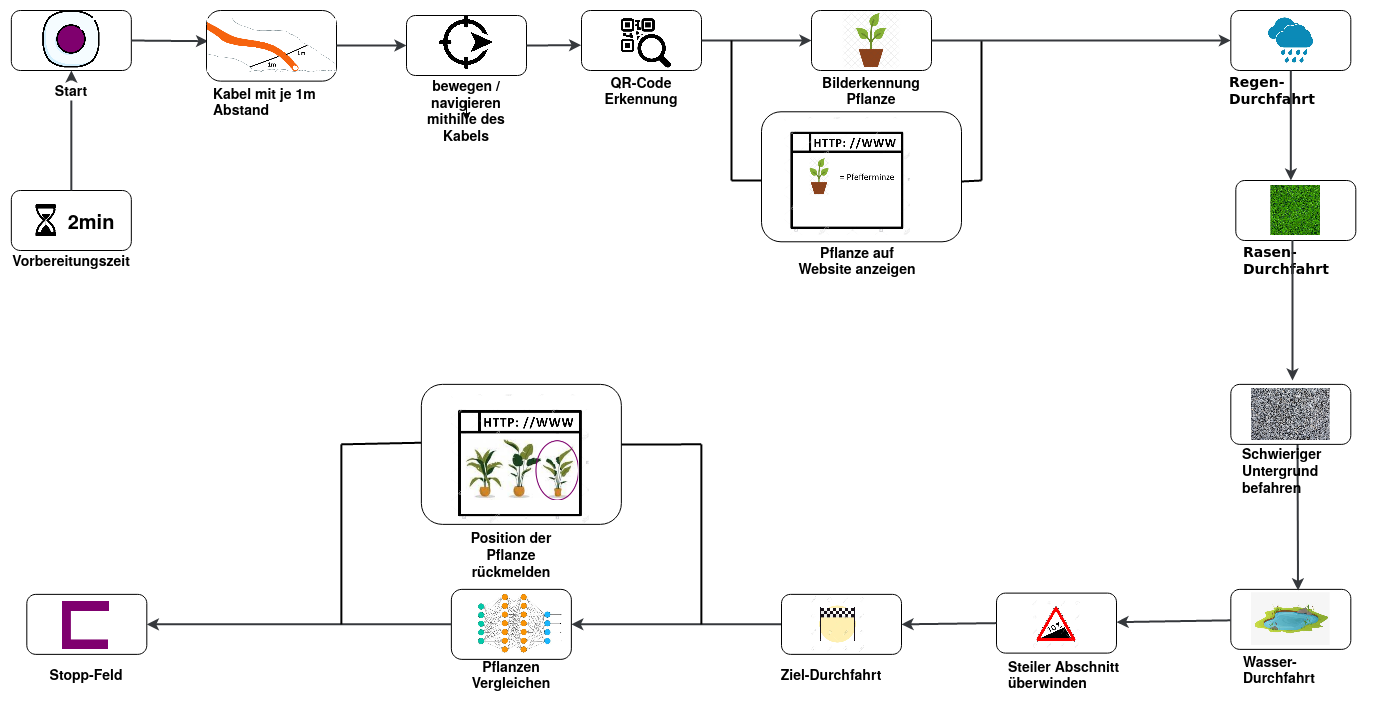 Start
2min
Vorbereitungszeit
1m
1m
Kabel mit je 1m
Abstand
bewegen /
navigieren
mithilfe des
Kabels
QR-Code
Erkennung
Bilderkennung
Pflanze
HTTP: //WWW
= Pfefferminze
Pflanze auf
Website anzeigen
Regen-
Durchfahrt
Rasen-
Durchfahrt
Schwieriger
Untergrund
befahren
Wasser-
Durchfahrt
10%
Steiler Abschnitt
überwinden
Ziel-Durchfahrt
HTTP: //WWW
Position der
Pflanze
rückmelden
Pflanzen
Vergleichen
Stopp-Feld